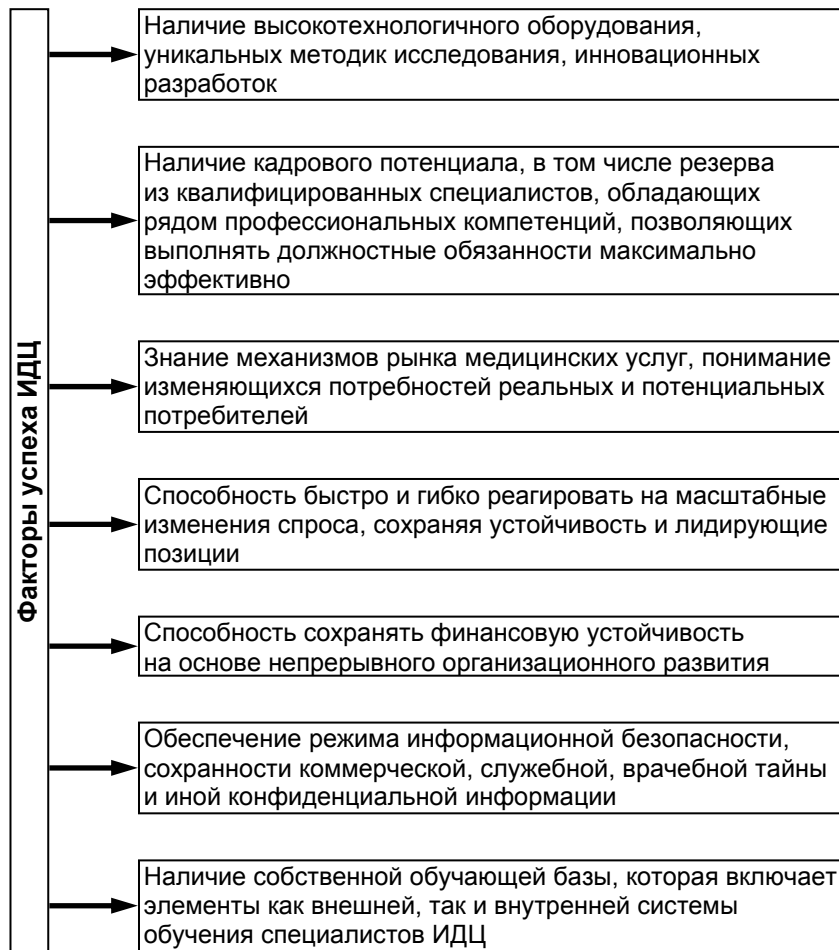 Факторы успеха ИДЦ
Наличие высокотехнологичного оборудования,
уникальных методик исследования, инновационных
разработок
Наличие кадрового потенциала, в том числе резерва
из квалифицированных специалистов, обладающих
рядом профессиональных компетенций, позволяющих
выполнять должностные обязанности максимально
эффективно
Знание механизмов рынка медицинских услуг, понимание
изменяющихся потребностей реальных и потенциальных
потребителей
Способность быстро и гибко реагировать на масштабные
изменения спроса, сохраняя устойчивость и лидирующие
позиции
Способность сохранять финансовую устойчивость
на основе непрерывного организационного развития
Обеспечение режима информационной безопасности,
сохранности коммерческой, служебной, врачебной тайны
и иной конфиденциальной информации
Наличие собственной обучающей базы, которая включает
элементы как внешней, так и внутренней системы
обучения специалистов ИДЦ